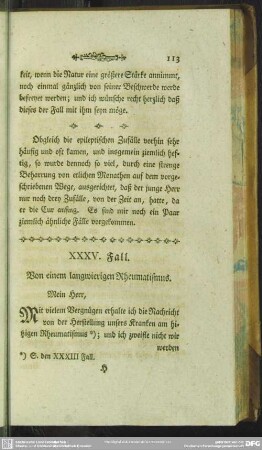 113
keit, wenn die Natur eine größere Stärke annimmt,
noch einmal gänzlich von seiner Beschwerde werde
befreyet werden; und ich wünsche recht herzlich daß
dieses der Fall mit ihm seyn möge.
Obgleich die epileptischen Zufälle vorhin sehr
häufig und oft kamen, und insgemein ziemlich hef-
tig, so wurde dennoch so viel, durch eine strenge
Beharrung von etlichen Monathen auf dem vorge-
schriebenen Wege, ausgerichtet, daß der junge Herr
nur noch drey Zufälle, von der Zeit an, hatte, da
er die Cur anfieng. Es sind mir noch ein Paar
ziemlich ähnliche Fälle vorgekommen.
XXXV. Fall.
Von einem langwierigen Rheumatismus.
Mein Herr,
Mit vielem Vergnügen erhalte ich die Nachricht
von der Herstellung unsers Kranken am hi-
tzigen Rheumatismus *); und ich zweifle nicht wir
werden
*) S. den XXXIII Fall.
H